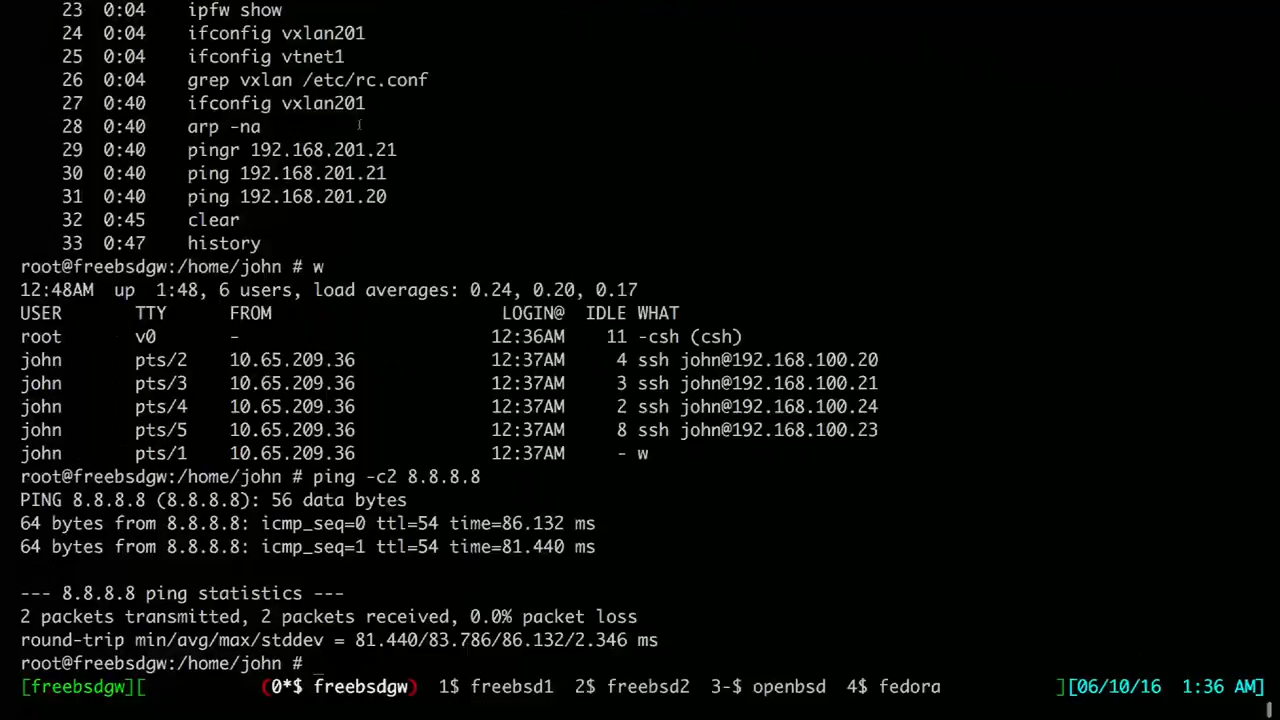 23 0:04 ipfw show
24 0:04 ifconfig vxlan201
25 0:04 ifconfig vtnet1
26 0:04 grep vxlan /etc/rc.conf
27 0:40 ifconfig vxlan201
28 0:40 arp -na
29 0:40 pingr 192.168.201.21
30 0:40 ping 192.168.201.21
31 0:40 ping 192.168.201.20
32 0:45 clear
33 0:47 history
root@freebsdgw:/home/john # w
12:48AM up 1:48, 6 users, load averages: 0.24, 0.20, 0.17
USER TTY FROM LOGIN@ IDLE WHAT
root v0 - 12:36AM 11 -csh (csh)
john pts/2 10.65.209.36 12:37AM 4 ssh john@192.168.100.20
john pts/3 10.65.209.36 12:37AM 3 ssh john@192.168.100.21
john pts/4 10.65.209.36 12:37AM 2 ssh john@192.168.100.24
john pts/5 10.65.209.36 12:37AM 8 ssh john@192.168.100.23
john pts/1 10.65.209.36 12:37AM - w
root@freebsdgw:/home/john # ping -c2 8.8.8.8
PING 8.8.8.8 (8.8.8.8): 56 data bytes
64 bytes from 8.8.8.8: icmp_seq=0 ttl=54 time=86.132 ms
64 bytes from 8.8.8.8: icmp_seq=1 ttl=54 time=81.440 ms
--- 8.8.8.8 ping statistics ---
2 packets transmitted, 2 packets received, 0.0% packet loss
round-trip min/avg/max/stddev = 81.440/83.786/86.132/2.346 ms
root@freebsdgw:/home/john # _
[freebsdgw][ (0*$ freebsdgw) 1$ freebsd1 2$ freebsd2 3-$ openbsd 4$ fedora ][06/10/16 1:36 AM]